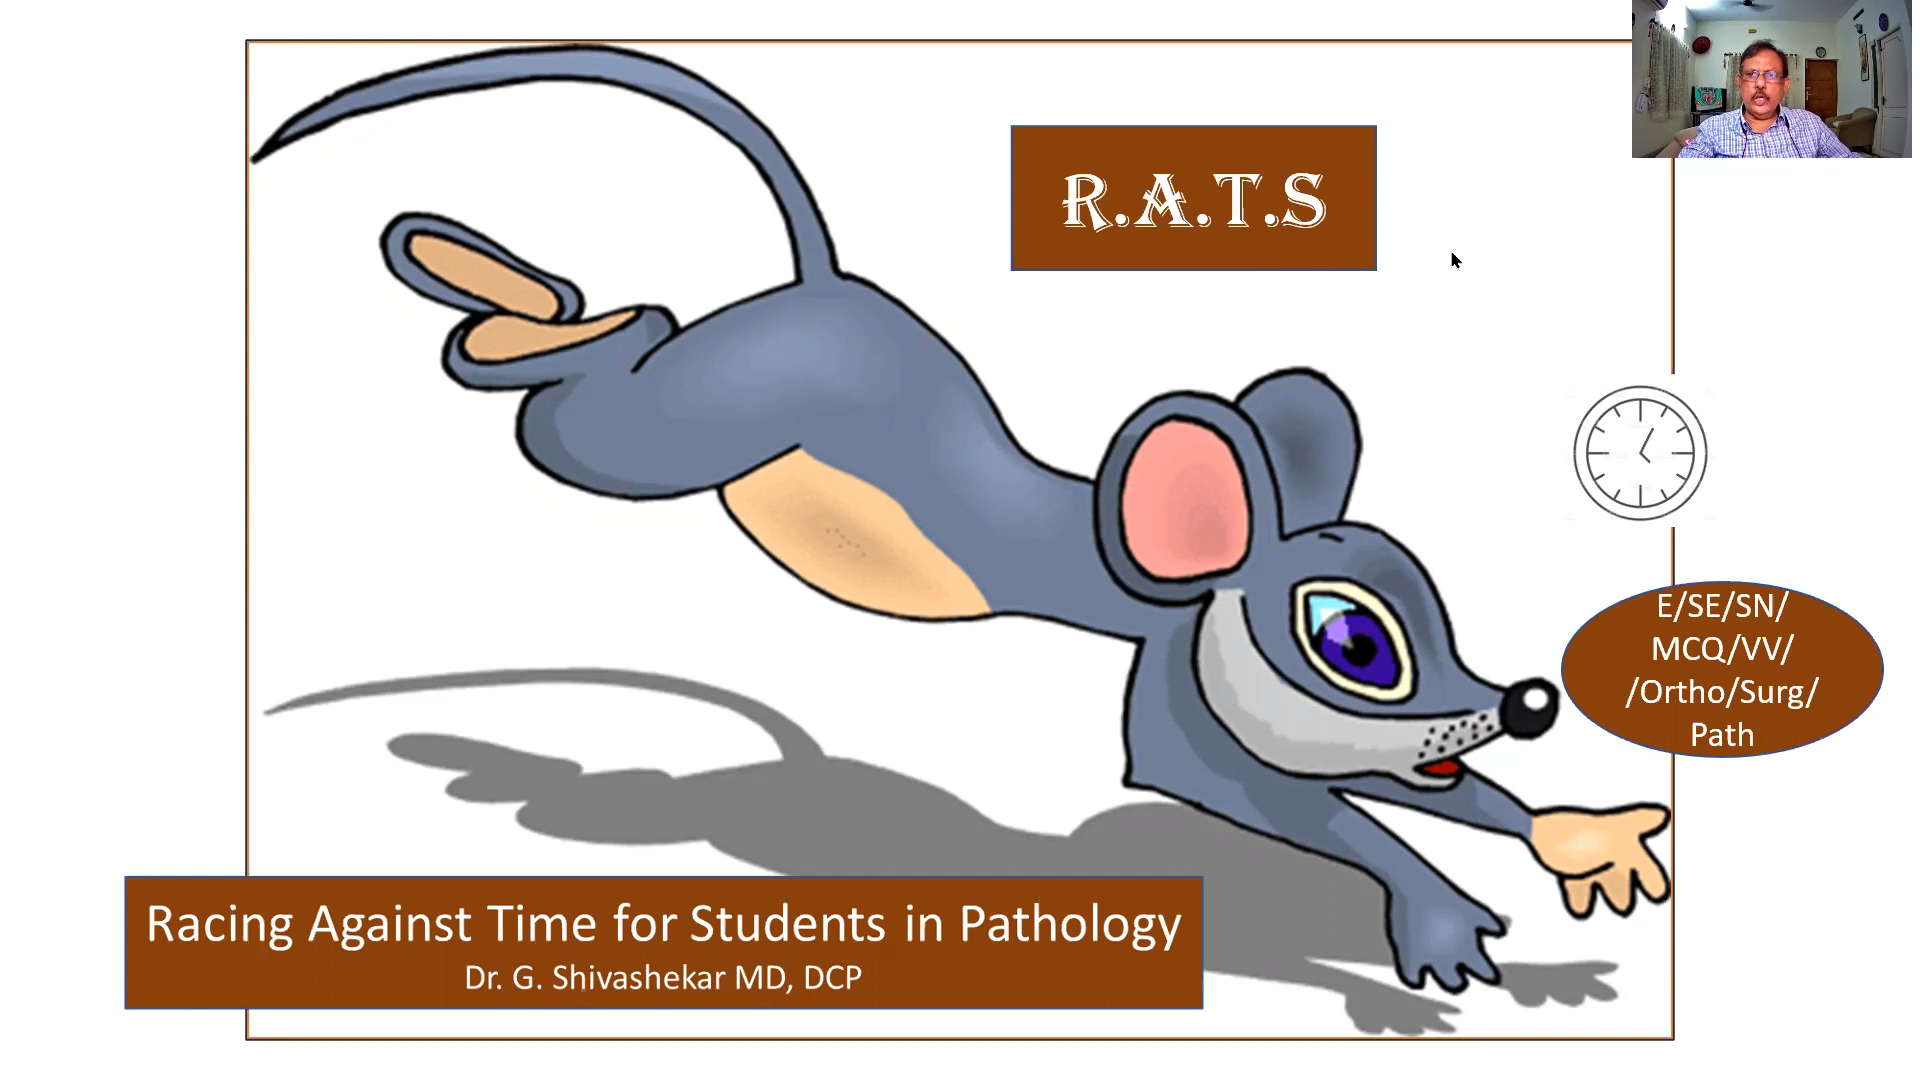 R.A.T.S
E/SE/SN/
MCQ/VV/
/Ortho/Surg/
Path
Racing Against Time for Students in Pathology
Dr. G. Shivashekar MD, DCP